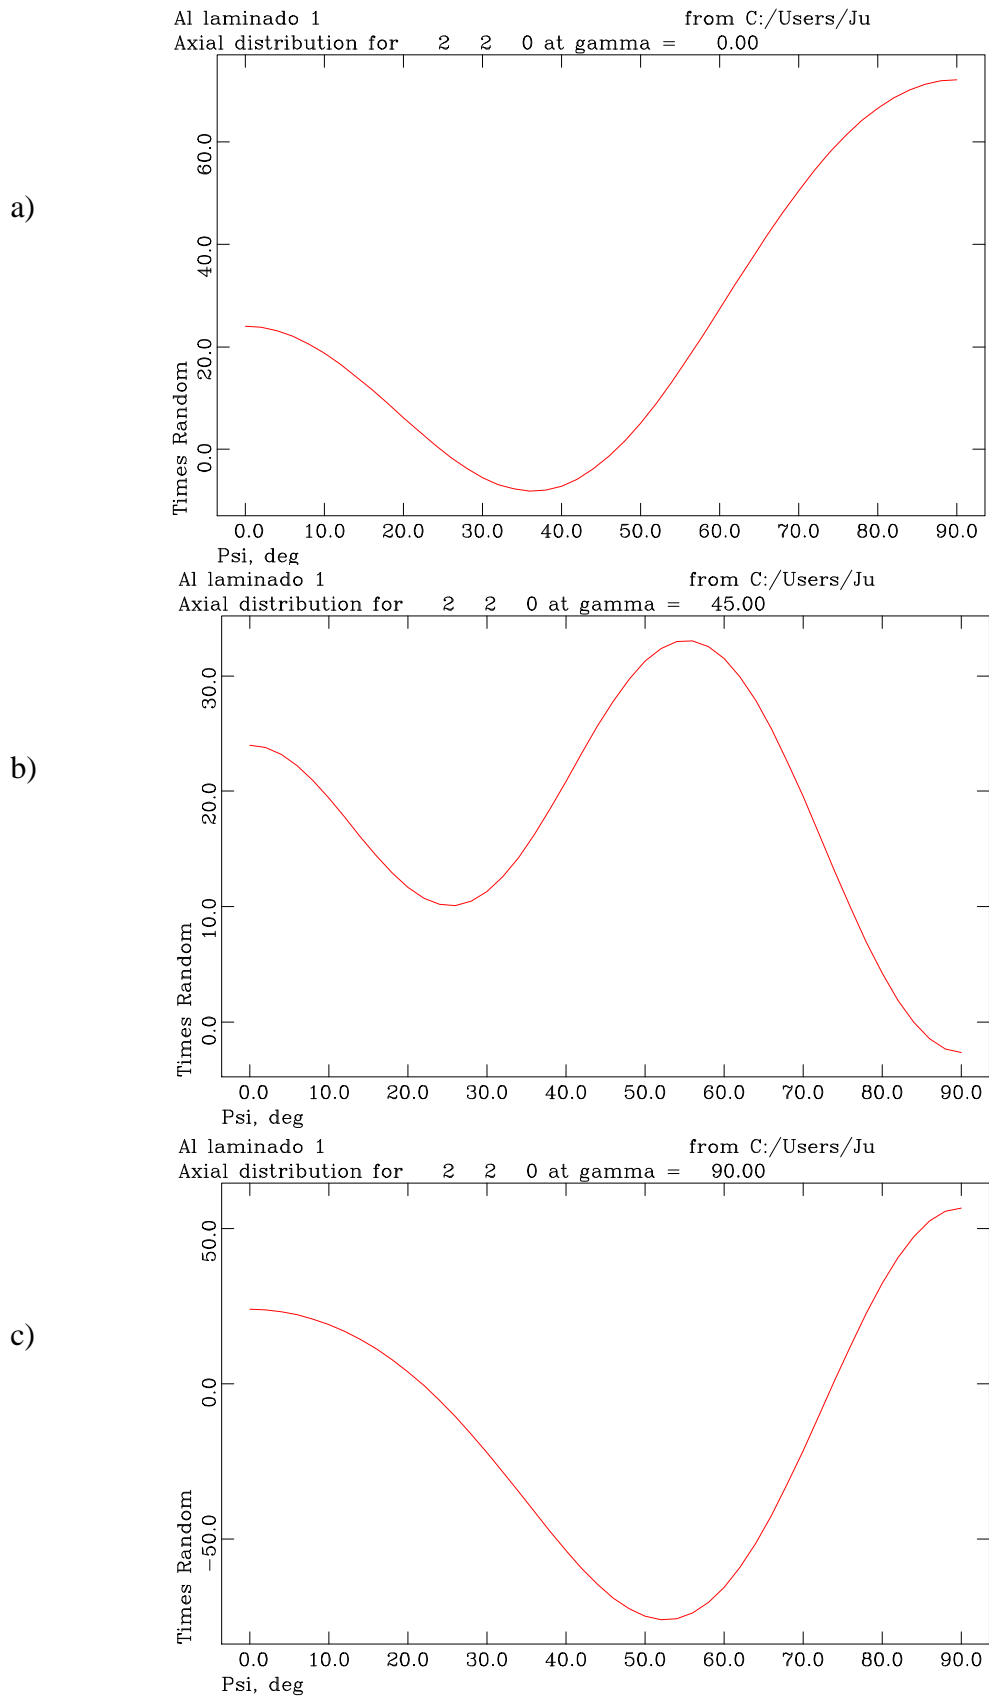 Al laminado 1 from C:/Users/Ju
Axial distribution for 2 2 0 at gamma = 0.00
a)
60.0
40.0
20.0
0.0
Times Random
0.0 10.0 20.0 30.0 40.0 50.0 60.0 70.0 80.0 90.0
Psi, deg
Al laminado 1 from C:/Users/Ju
Axial distribution for 2 2 0 at gamma = 45.00
b)
30.0
20.0
10.0
0.0
Times Random
0.0 10.0 20.0 30.0 40.0 50.0 60.0 70.0 80.0 90.0
Psi, deg
Al laminado 1 from C:/Users/Ju
Axial distribution for 2 2 0 at gamma = 90.00
c)
50.0
0.0
-50.0
Times Random
0.0 10.0 20.0 30.0 40.0 50.0 60.0 70.0 80.0 90.0
Psi, deg